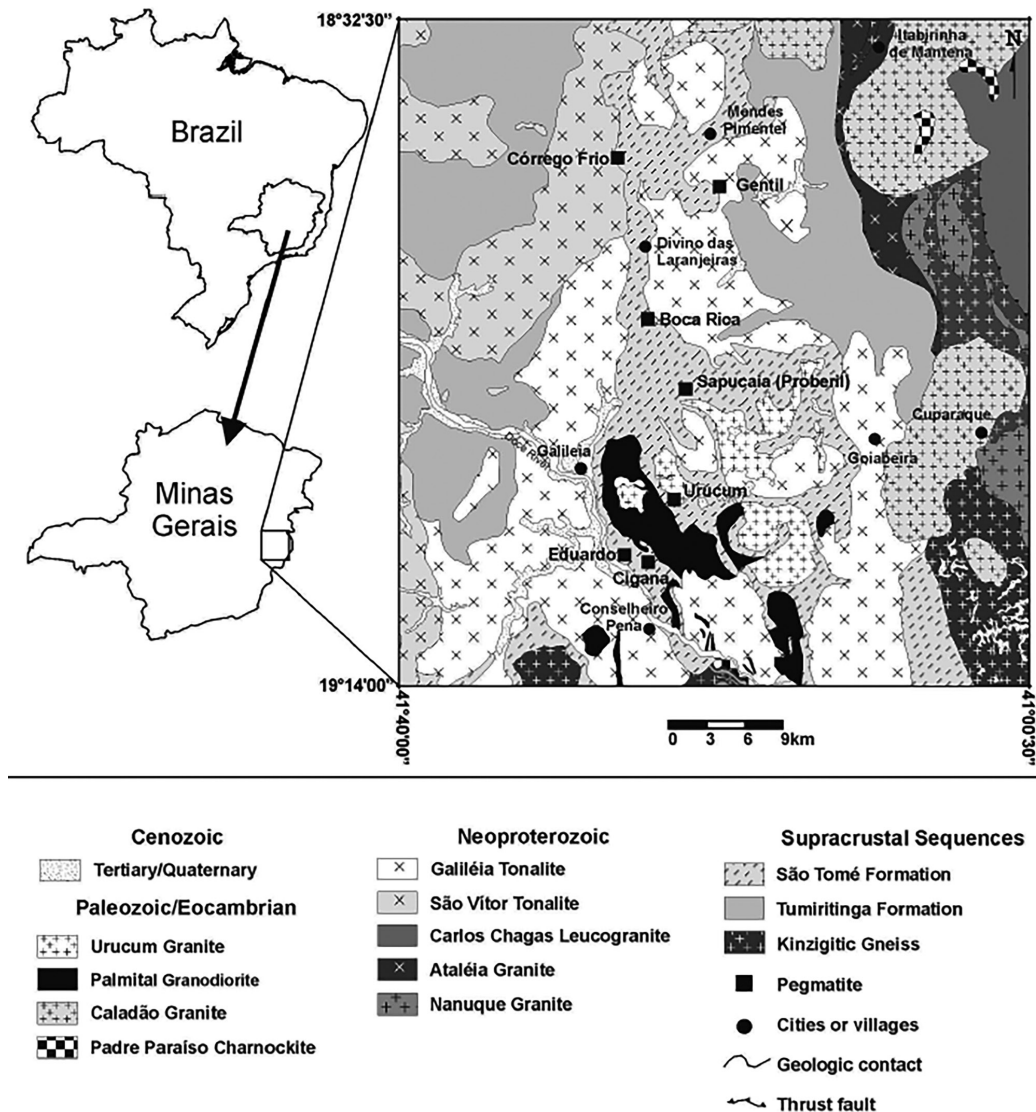 18°32'30"
Brazil
Minas
Gerais
Itabirinha
de Mantena
N
Mendes
Pimentel
Córrego Frio
Gentil
Divino das
Laranjeiras
Boca Rica
Sapucaia (Proberil)
Cuparaque
Goiabeira
Doce River
Galileia
Urucum
Eduardo
Cigana
Conselheiro
Pena
19°14'00"
41°40'00"
41°00'30"
0 3 6 9km
Cenozoic
Tertiary/Quaternary
Paleozoic/Eocambrian
Urucum Granite
Palmital Granodiorite
Caladão Granite
Padre Paraíso Charnockite
Neoproterozoic
Galiléia Tonalite
São Vítor Tonalite
Carlos Chagas Leucogranite
Ataléia Granite
Nanuque Granite
Supracrustal Sequences
São Tomé Formation
Tumiritinga Formation
Kinzigitic Gneiss
Pegmatite
Cities or villages
Geologic contact
Thrust fault